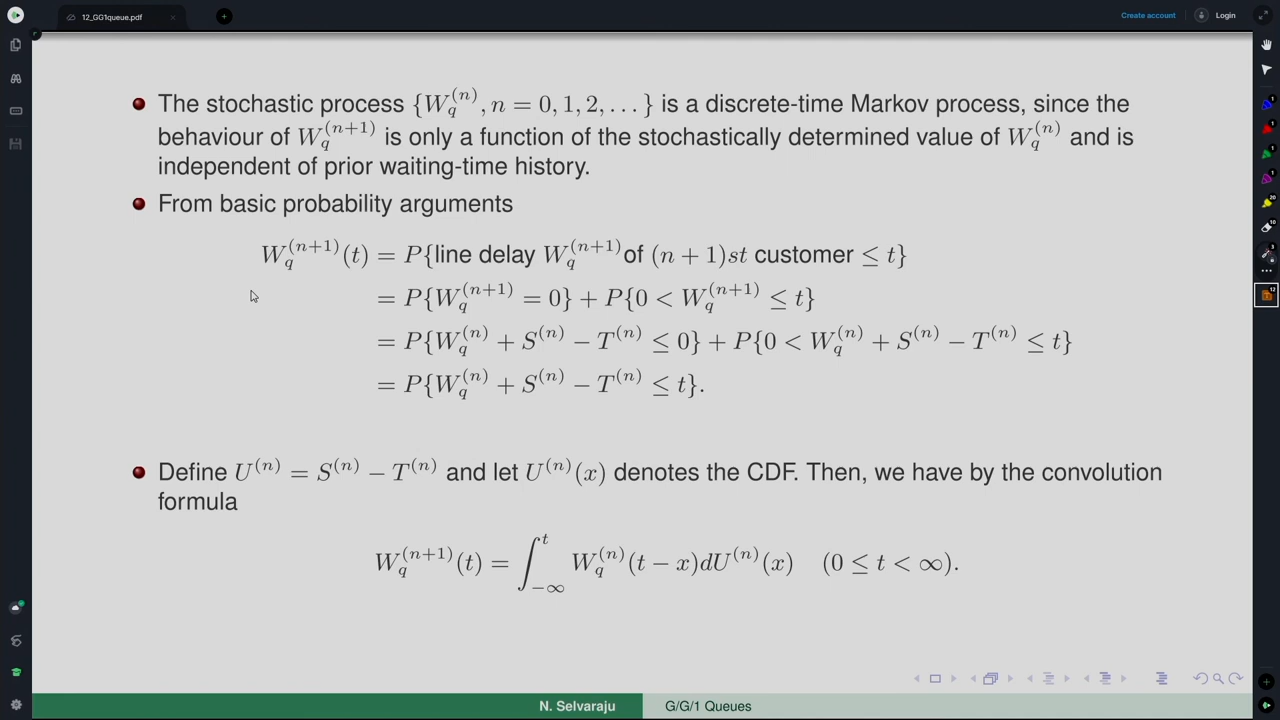 12_GG1queue.pdf
Create account
Login
The stochastic process {W_q^{(n)}, n = 0, 1, 2, . . . } is a discrete-time Markov process, since the
behaviour of W_q^{(n+1)} is only a function of the stochastically determined value of W_q^{(n)} and is
independent of prior waiting-time history.
From basic probability arguments
W_q^{(n+1)}(t) = P{line delay W_q^{(n+1)}of (n + 1)st customer ≤ t}
= P{W_q^{(n+1)} = 0} + P{0 < W_q^{(n+1)} ≤ t}
= P{W_q^{(n)} + S^{(n)} − T^{(n)} ≤ 0} + P{0 < W_q^{(n)} + S^{(n)} − T^{(n)} ≤ t}
= P{W_q^{(n)} + S^{(n)} − T^{(n)} ≤ t}.
Define U^{(n)} = S^{(n)} − T^{(n)} and let U^{(n)}(x) denotes the CDF. Then, we have by the convolution
formula
W_q^{(n+1)}(t) = ∫_{−∞}^{t} W_q^{(n)}(t − x)dU^{(n)}(x) (0 ≤ t < ∞).
N. Selvaraju
G/G/1 Queues